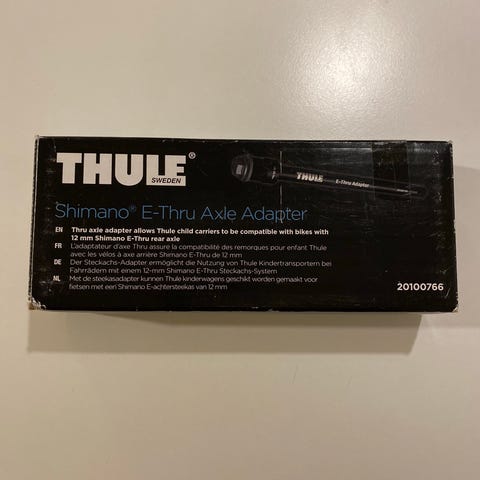 THULE®
SWEDEN
THULE E-Thru Adapter
Shimano® E-Thru Axle Adapter
EN Thru axle adapter allows Thule child carriers to be compatible with bikes with
12 mm Shimano E-Thru rear axle
FR L'adaptateur d'axe Thru assure la compatibilité des remorques pour enfant Thule
avec les vélos à axe arrière Shimano E-Thru de 12 mm
DE Der Steckachs-Adapter ermöglicht die Nutzung von Thule Kindertransportern bei
Fahrrädern mit einem 12-mm Shimano E-Thru Steckachs-System
NL Met de steekasadapter kunnen Thule kinderwagens geschikt worden gemaakt voor
fietsen met een Shimano E-achtersteekas van 12 mm
20100766